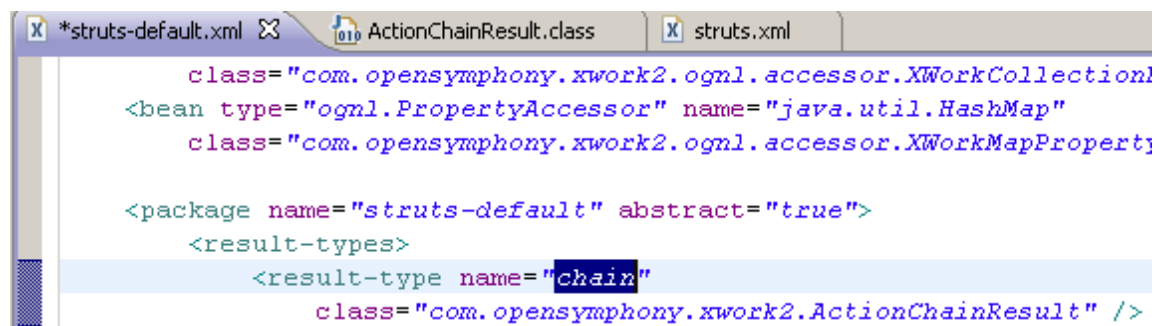 *struts-default.xml ActionChainResult.class struts.xml
class="com.opensymphony.xwork2.ognl.accessor.XWorkCollection
<bean type="ognl.PropertyAccessor" name="java.util.HashMap"
class="com.opensymphony.xwork2.ognl.accessor.XWorkMapProperty
<package name="struts-default" abstract="true">
<result-types>
<result-type name="chain"
class="com.opensymphony.xwork2.ActionChainResult" />